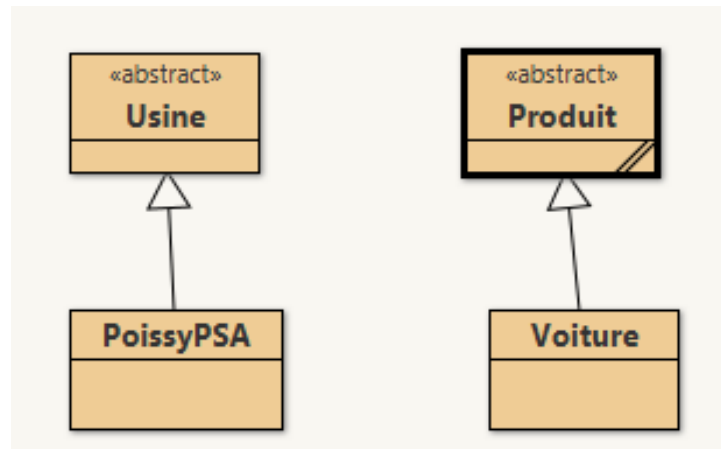 «abstract»
Usine
«abstract»
Produit
PoissyPSA
Voiture